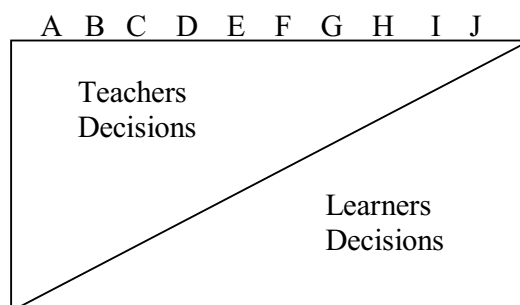 A B C D E F G H I J
Teachers
Decisions
Learners
Decisions